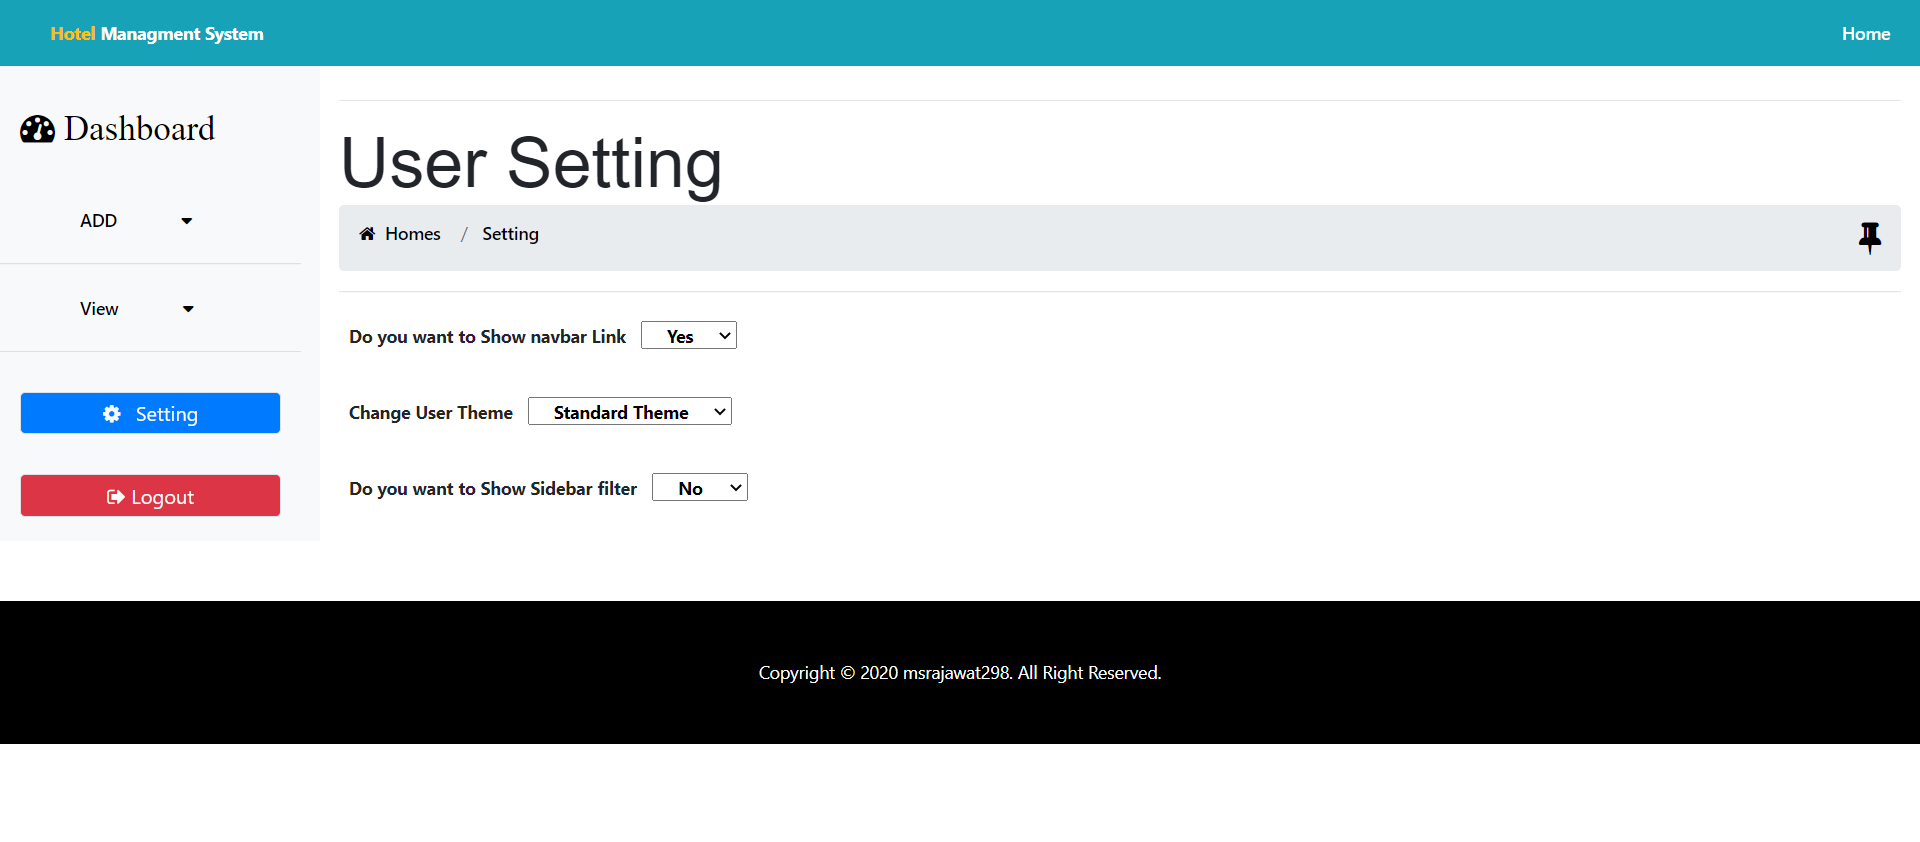 Hotel Managment System
Home
Dashboard
ADD
View
Setting
Logout
User Setting
Homes / Setting
Do you want to Show navbar Link Yes
Change User Theme Standard Theme
Do you want to Show Sidebar filter No
Copyright © 2020 msrajawat298. All Right Reserved.